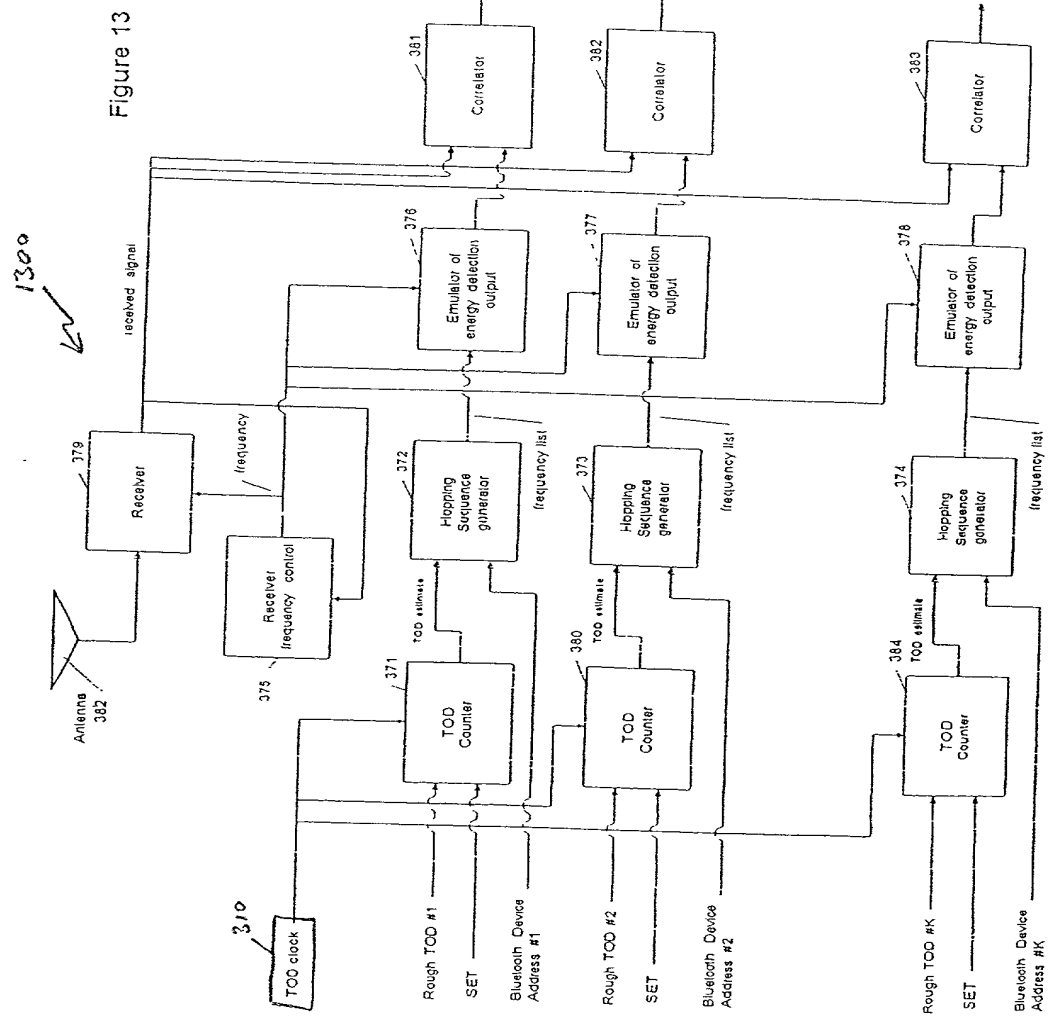 Figure 13
1300
received signal
379
Receiver
frequency
Antenna
382
Receiver
frequency control
375
381
Correlator
382
Correlator
383
Correlator
376
Emulator of
energy detection
output
377
Emulator of
energy detection
output
378
Emulator of
energy detection
output
372
Hopping
Sequence
generator
frequency list
373
Hopping
Sequence
generator
frequency list
374
Hopping
Sequence
generator
frequency list
TOD estimate
371
TOD
Counter
TOD estimate
380
TOD
Counter
TOD estimate
384
TOD
Counter
310
TOD clock
Rough TOD #1
SET
Bluetooth Device
Address #1
Rough TOD #2
SET
Bluetooth Device
Address #2
Rough TOD #K
SET
Bluetooth Device
Address #K